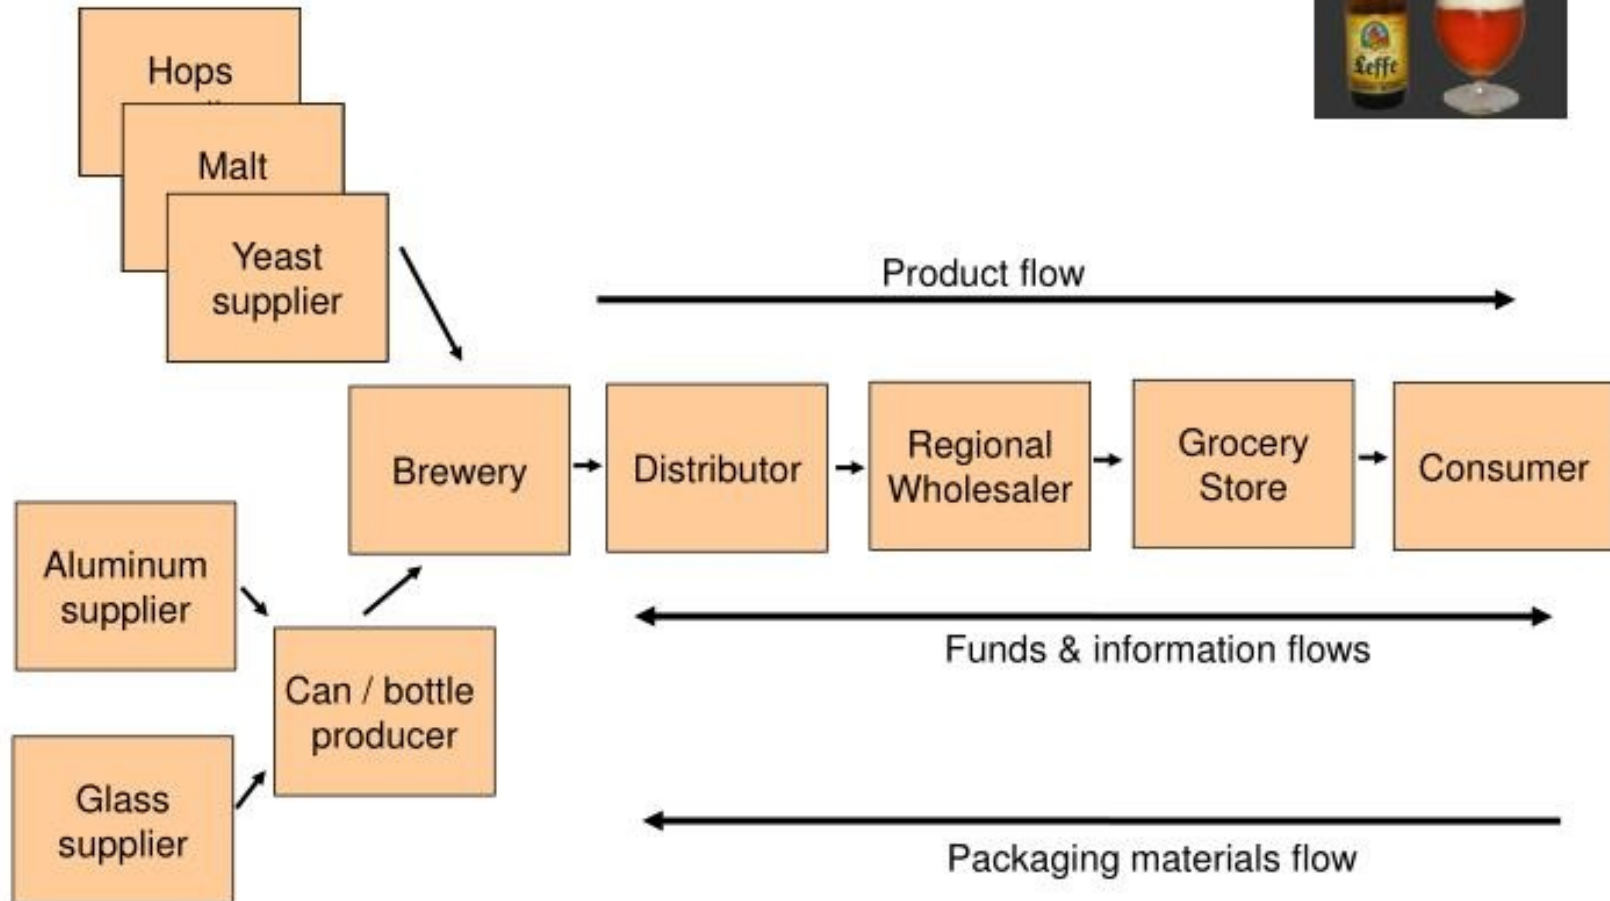 Hops
Malt
Yeast
supplier
Leffe
Product flow
Brewery
Distributor
Regional
Wholesaler
Grocery
Store
Consumer
Aluminum
supplier
Can / bottle
producer
Glass
supplier
Funds & information flows
Packaging materials flow